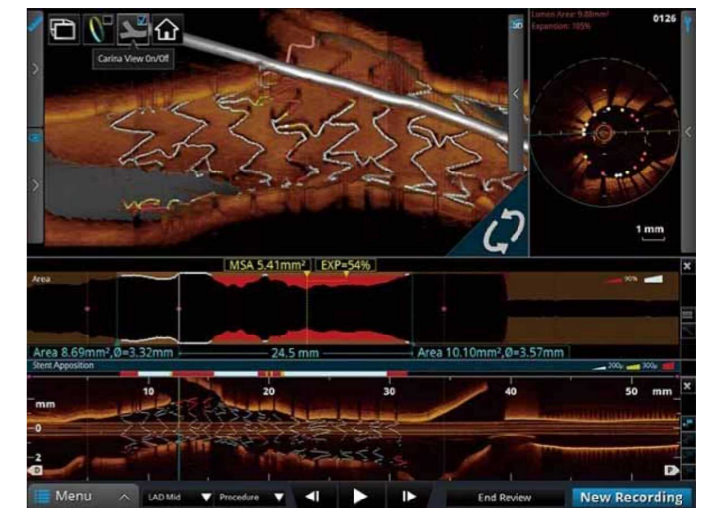 3D
Lumen Area: 9.88mm²
Expansion: 105%
0126
Carina View On/Off
1 mm
MSA 5.41mm² EXP=54%
Area
90%
Area 8.69mm²,Ø=3.32mm
24.5 mm
Area 10.10mm²,Ø=3.57mm
Stent Apposition
200µ 300µ
10 20 30 40 50 mm
mm
0
2
D P
Menu LAD Mid Procedure End Review New Recording